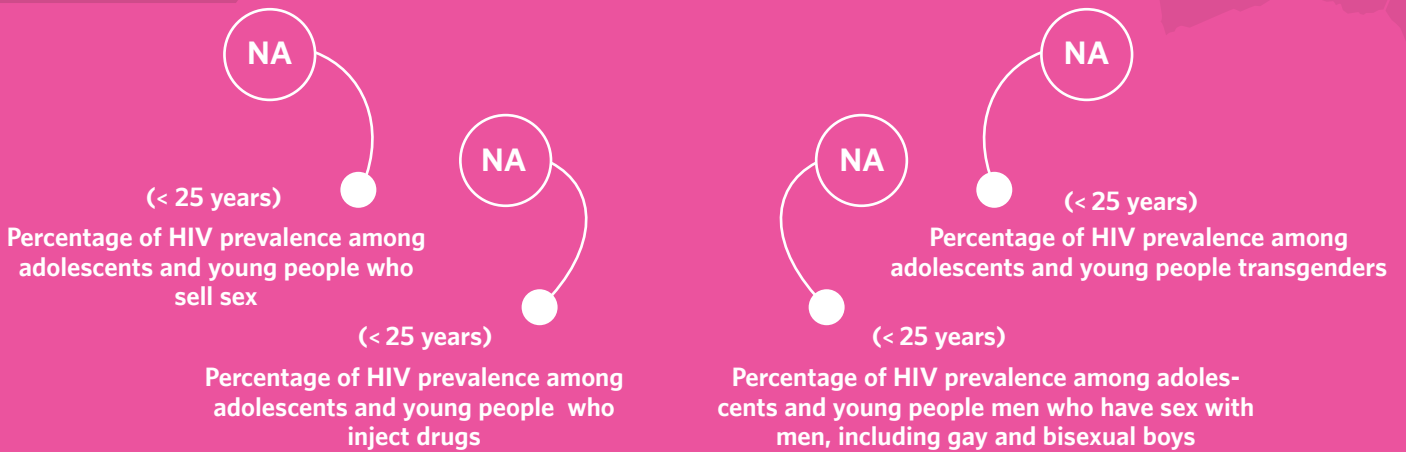 NA
(< 25 years)
Percentage of HIV prevalence among
adolescents and young people who
sell sex
NA
(< 25 years)
Percentage of HIV prevalence among
adolescents and young people who
inject drugs
NA
(< 25 years)
Percentage of HIV prevalence among adoles-
cents and young people men who have sex with
men, including gay and bisexual boys
NA
(< 25 years)
Percentage of HIV prevalence among
adolescents and young people transgenders